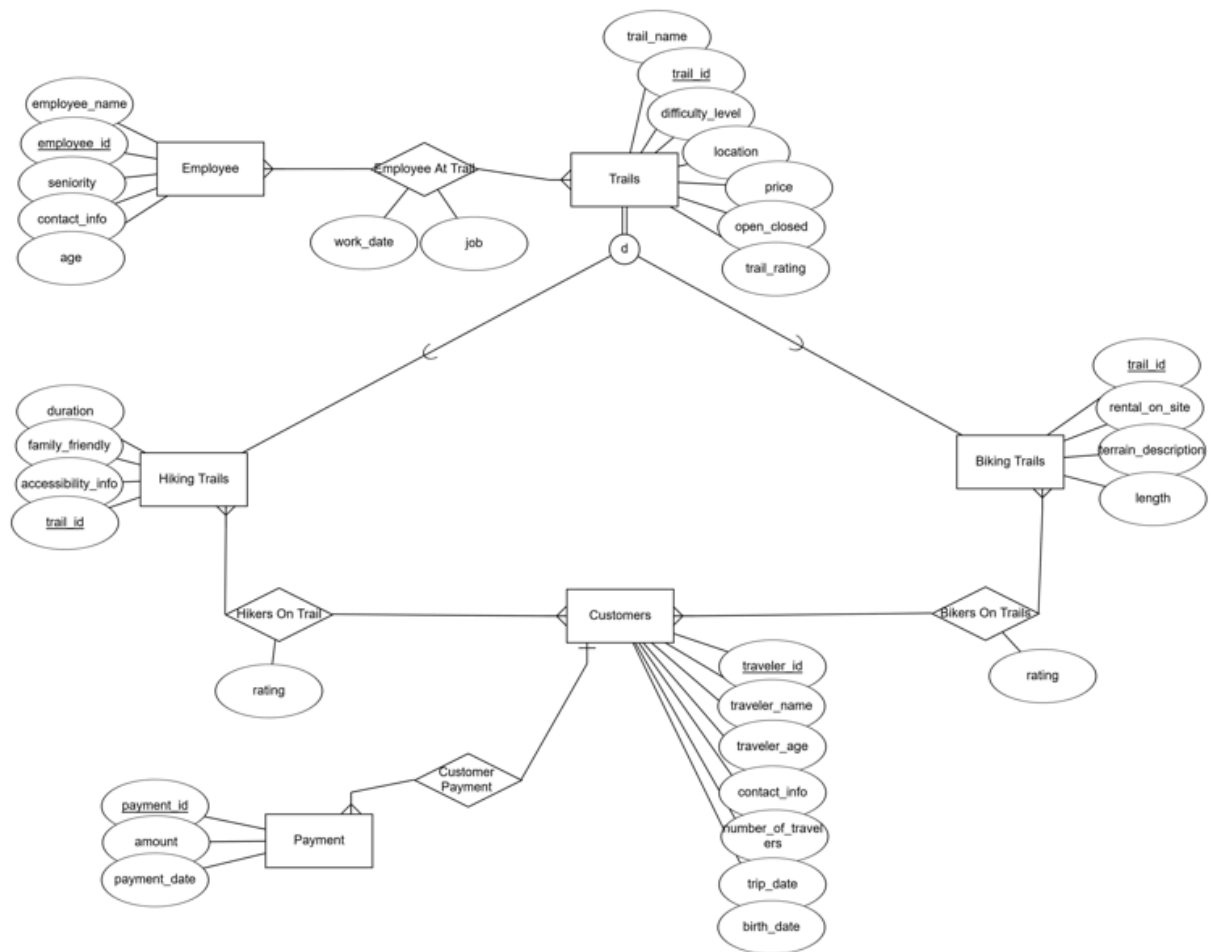 trail_name
trail_id
difficulty_level
location
price
open_closed
trail_rating
employee_name
employee_id
seniority
contact_info
age
Employee
Employee At Trail
Trails
work_date
job
d
duration
family_friendly
accessibility_info
trail_id
Hiking Trails
trail_id
rental_on_site
terrain_description
length
Biking Trails
Hikers On Trail
rating
Customers
Bikers On Trails
rating
traveler_id
traveler_name
traveler_age
contact_info
number_of_travel
ers
trip_date
birth_date
Customer
Payment
payment_id
amount
payment_date
Payment